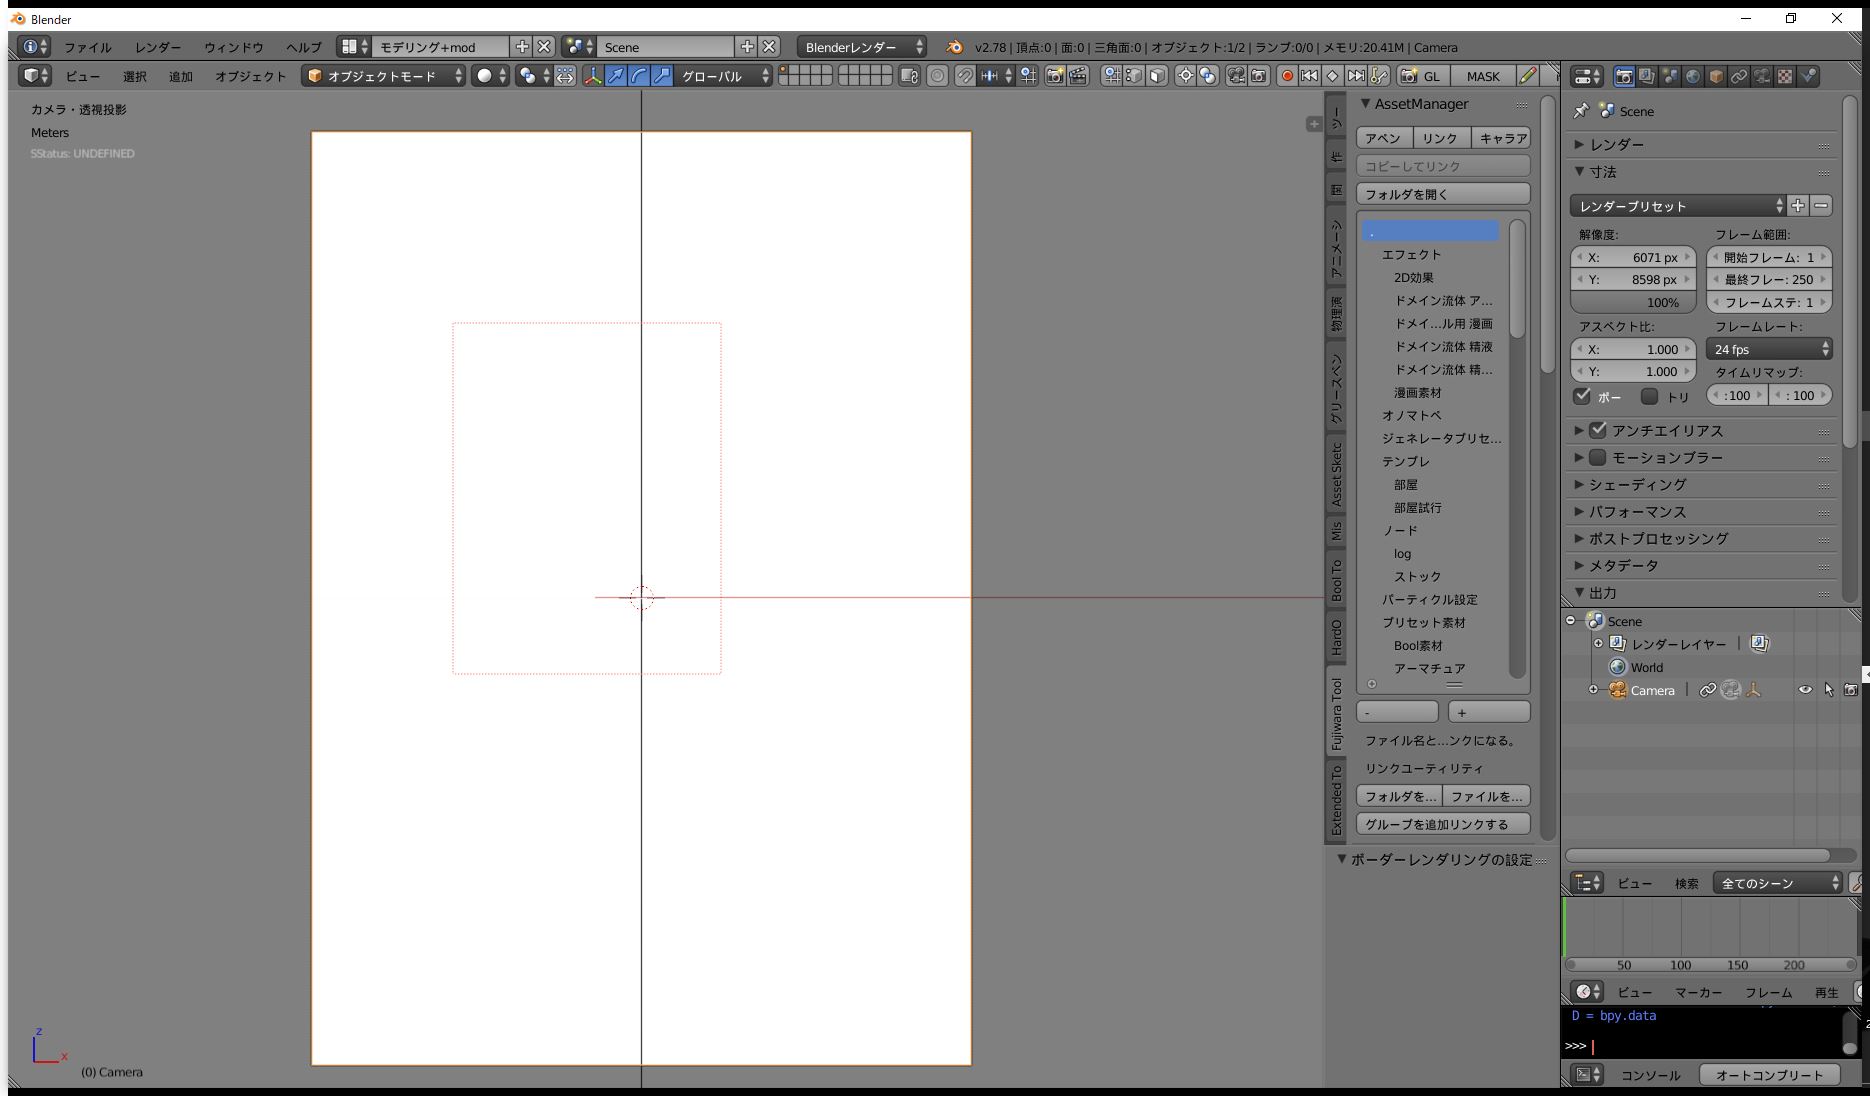 Blender
ファイル レンダー ウィンドウ ヘルプ モデリング+mod Scene Blenderレンダー v2.78 | 頂点:0 | 面:0 | 三角面:0 | オブジェクト:1/2 | ランプ:0/0 | メモリ:20.41M | Camera
ビュー 選択 追加 オブジェクト オブジェクトモード グローバル GL MASK
カメラ・透視投影
Meters
SStatus: UNDEFINED
z
x
(0) Camera
ツー
作
アニメーシ
物理演
グリースペン
Asset Sketc
Mis
Bool To
HardO
Fujiwara Tool
Extended To
AssetManager
アペン リンク キャラア
コピーしてリンク
フォルダを開く
.
エフェクト
2D効果
ドメイン流体 ア...
ドメイ...ル用 漫画
ドメイン流体 精液
ドメイン流体 精...
漫画素材
オノマトペ
ジェネレータプリセ...
テンプレ
部屋
部屋試行
ノード
log
ストック
パーティクル設定
プリセット素材
Bool素材
アーマチュア
- +
ファイル名と...ンクになる。
リンクユーティリティ
フォルダを... ファイルを...
グループを追加リンクする
ボーダーレンダリングの設定
Scene
レンダー
寸法
レンダープリセット
解像度: フレーム範囲:
X: 6071 px 開始フレーム: 1
Y: 8598 px 最終フレー: 250
100% フレームステ: 1
アスペクト比: フレームレート:
X: 1.000 24 fps
Y: 1.000 タイムリマップ:
ボー トリ :100 : 100
アンチエイリアス
モーションブラー
シェーディング
パフォーマンス
ポストプロセッシング
メタデータ
出力
Scene
レンダーレイヤー |
World
Camera |
ビュー 検索 全てのシーン
50 100 150 200
ビュー マーカー フレーム 再生
D = bpy.data
>>>
コンソール オートコンプリート